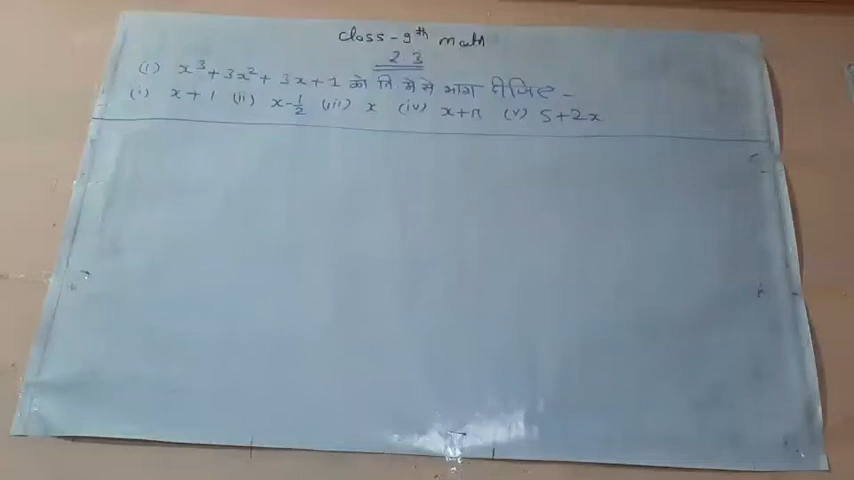 class-9th math
2.3
(1) x³+3x²+3x+1 को नि. में से भाग दीजिए -
(i) x+1 (ii) x-1/2 (iii) x (iv) x+π (v) 5+2x